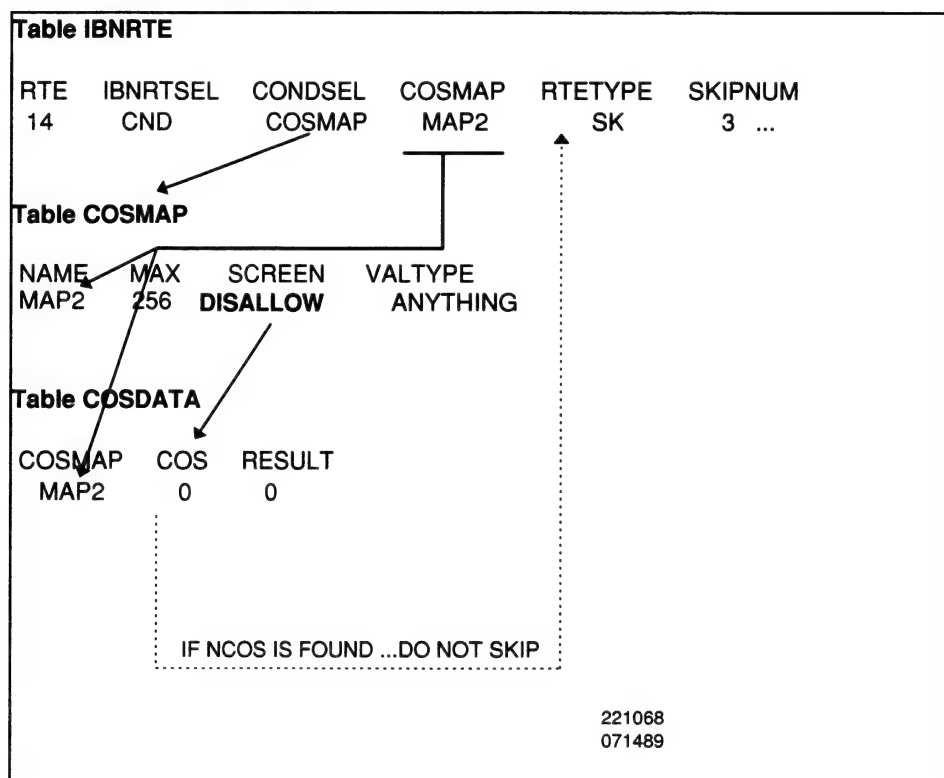 Table IBNRTE
RTE IBNRTSEL CONDSEL COSMAP RTETYPE SKIPNUM
14 CND COSMAP MAP2 SK 3 ...
Table COSMAP
NAME MAX SCREEN VALTYPE
MAP2 256 DISALLOW ANYTHING
Table COSDATA
COSMAP COS RESULT
MAP2 0 0
IF NCOS IS FOUND ...DO NOT SKIP
221068
071489